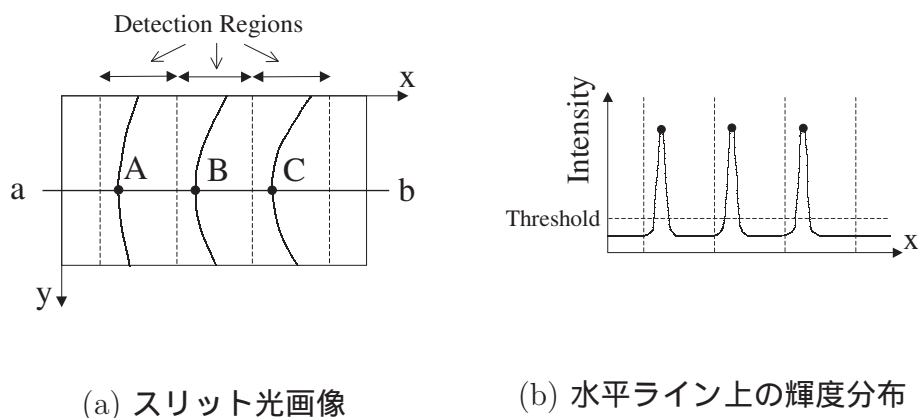 Detection Regions
x
A
B
C
a
b
y
(a) スリット光画像
Intensity
Threshold
x
(b) 水平ライン上の輝度分布